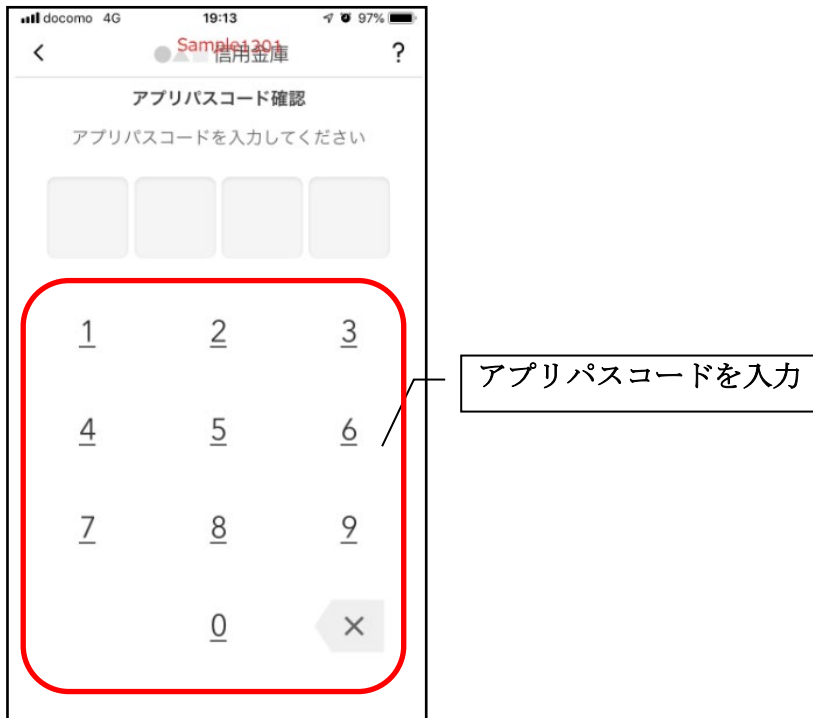 docomo 4G 19:13 97%
Sample1201
信用金庫 ?
アプリパスコード確認
アプリパスコードを入力してください
1 2 3
4 5 6
7 8 9
0
アプリパスコードを入力